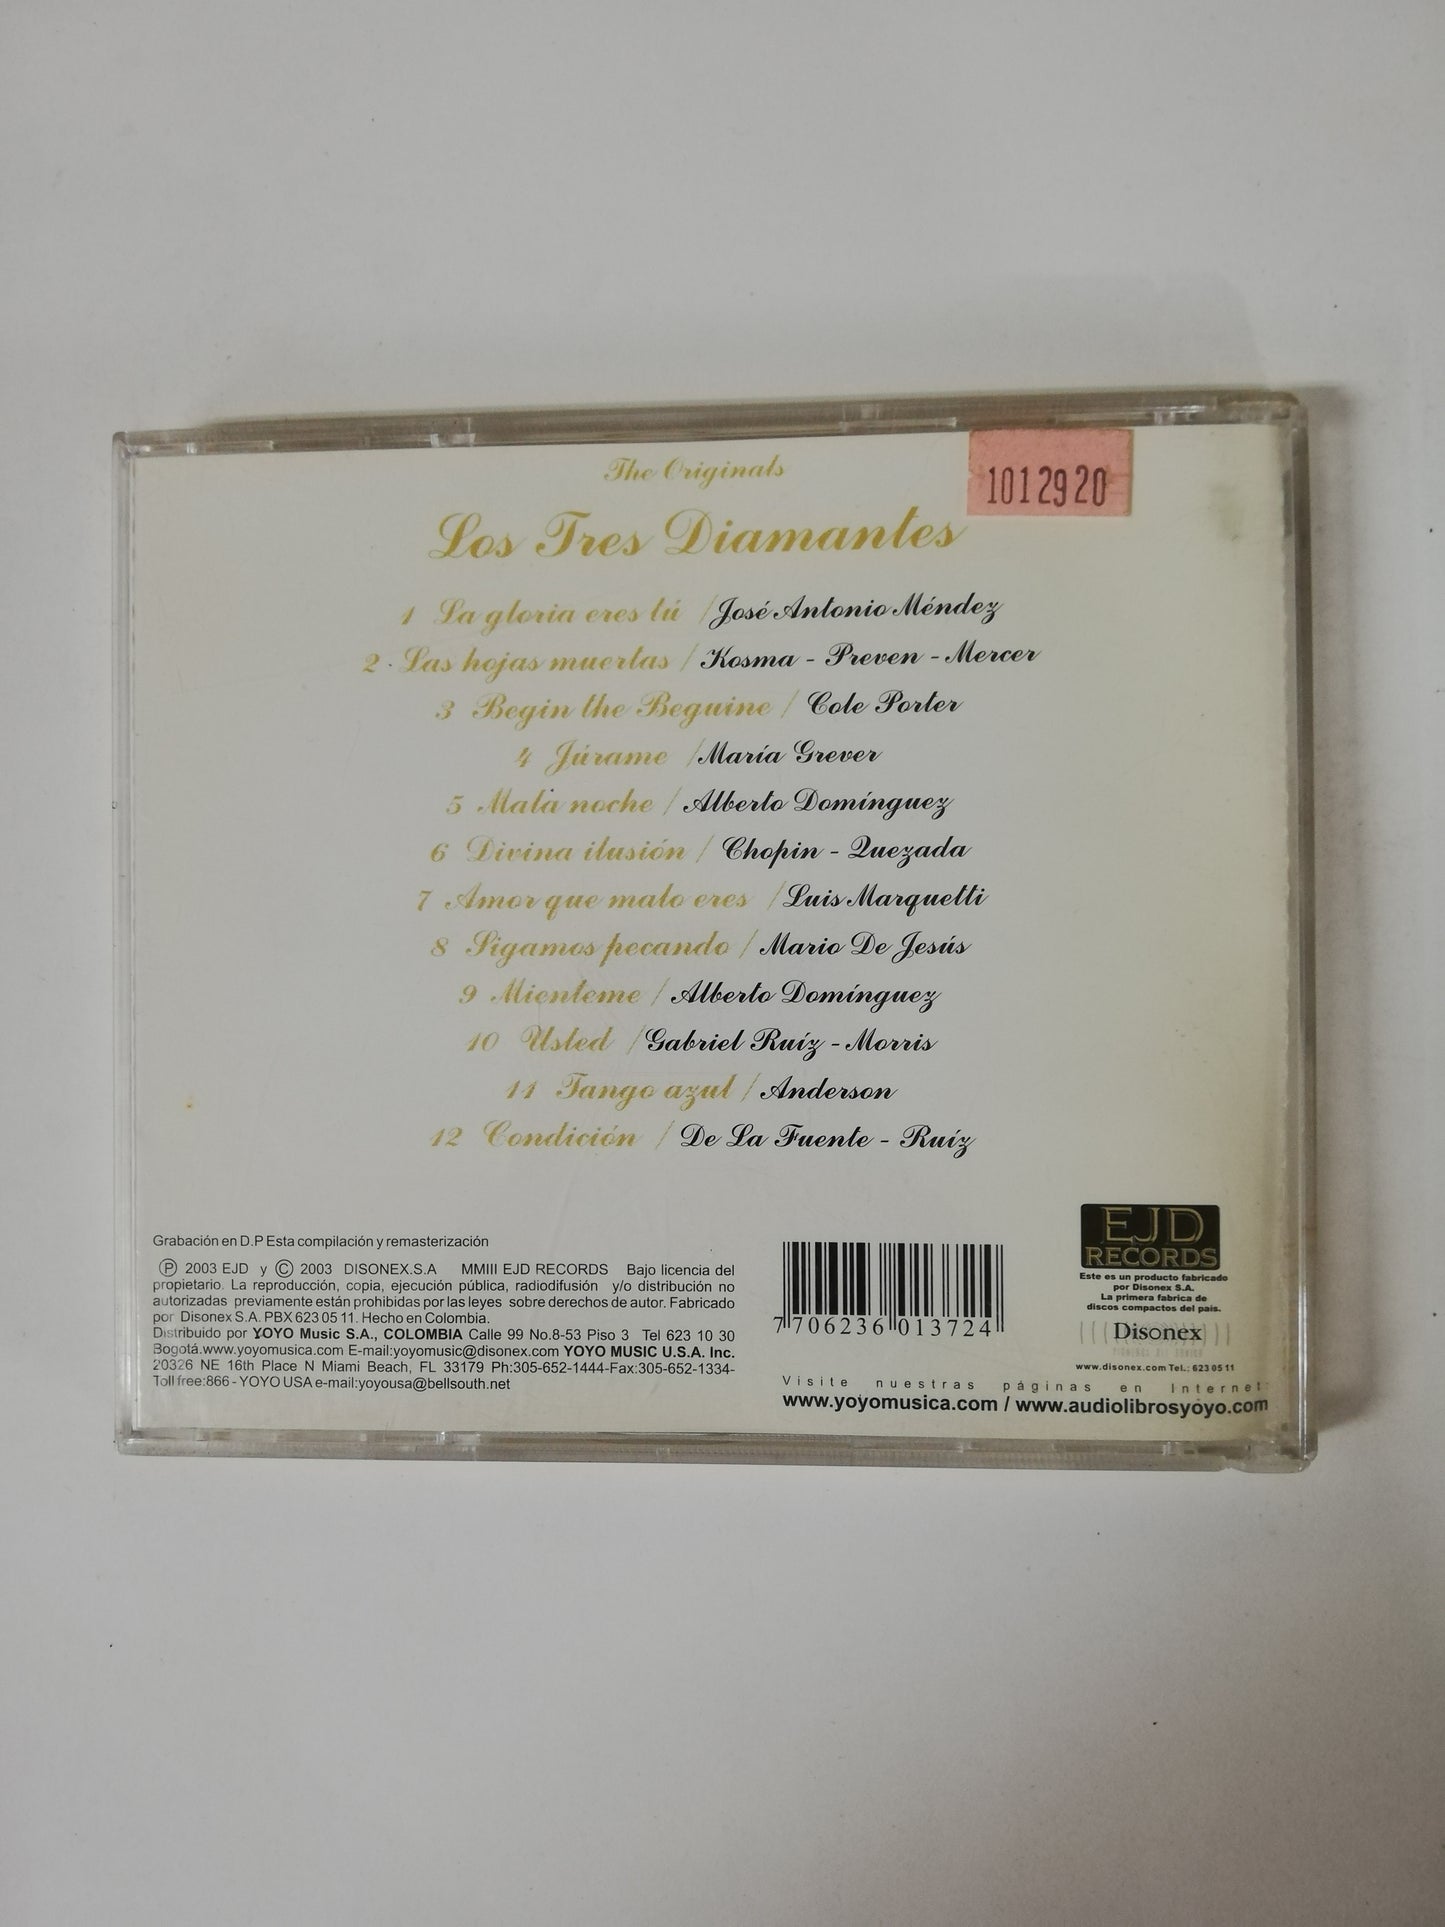 The Originals
1012920
Los Tres Diamantes
1 La gloria eres tú / José Antonio Méndez
2. Las hojas muertas / Kosma - Preven - Mercer
3 Begin the Beguine / Cole Porter
4 Júrame / María Grever
5 Mala noche / Alberto Domínguez
6 Divina ilusión / Chopin - Quezada
7 Amor que malo eres / Luis Marquetti
8 Sigamos pecando / Mario De Jesús
9 Mienteme / Alberto Domínguez
10 Usted / Gabriel Ruíz - Morris
11 Tango azul / Anderson
12 Condición / De La Fuente - Ruíz
Grabación en D.P Esta compilación y remasterización
Ⓟ 2003 EJD y © 2003 DISONEX.S.A MMIII EJD RECORDS Bajo licencia del
propietario. La reproducción, copia, ejecución pública, radiodifusión y/o distribución no
autorizadas previamente están prohibidas por las leyes sobre derechos de autor. Fabricado
por Disonex S.A. PBX 623 05 11. Hecho en Colombia.
Distribuido por YOYO Music S.A., COLOMBIA Calle 99 No.8-53 Piso 3 Tel 623 10 30
Bogotá.www.yoyomusica.com E-mail:yoyomusic@disonex.com YOYO MUSIC U.S.A. Inc.
20326 NE 16th Place N Miami Beach, FL 33179 Ph:305-652-1444-Fax:305-652-1334-
Toll free:866 - YOYO USA e-mail:yoyousa@bellsouth.net
7 706236 013724
EJD
RECORDS
Este es un producto fabricado
por Disonex S.A.
La primera fabrica de
discos compactos del pais.
Disonex
www.disonex.com Tel.: 623 05 11
Visite nuestras páginas en Internet:
www.yoyomusica.com / www.audiolibrosyoyo.com